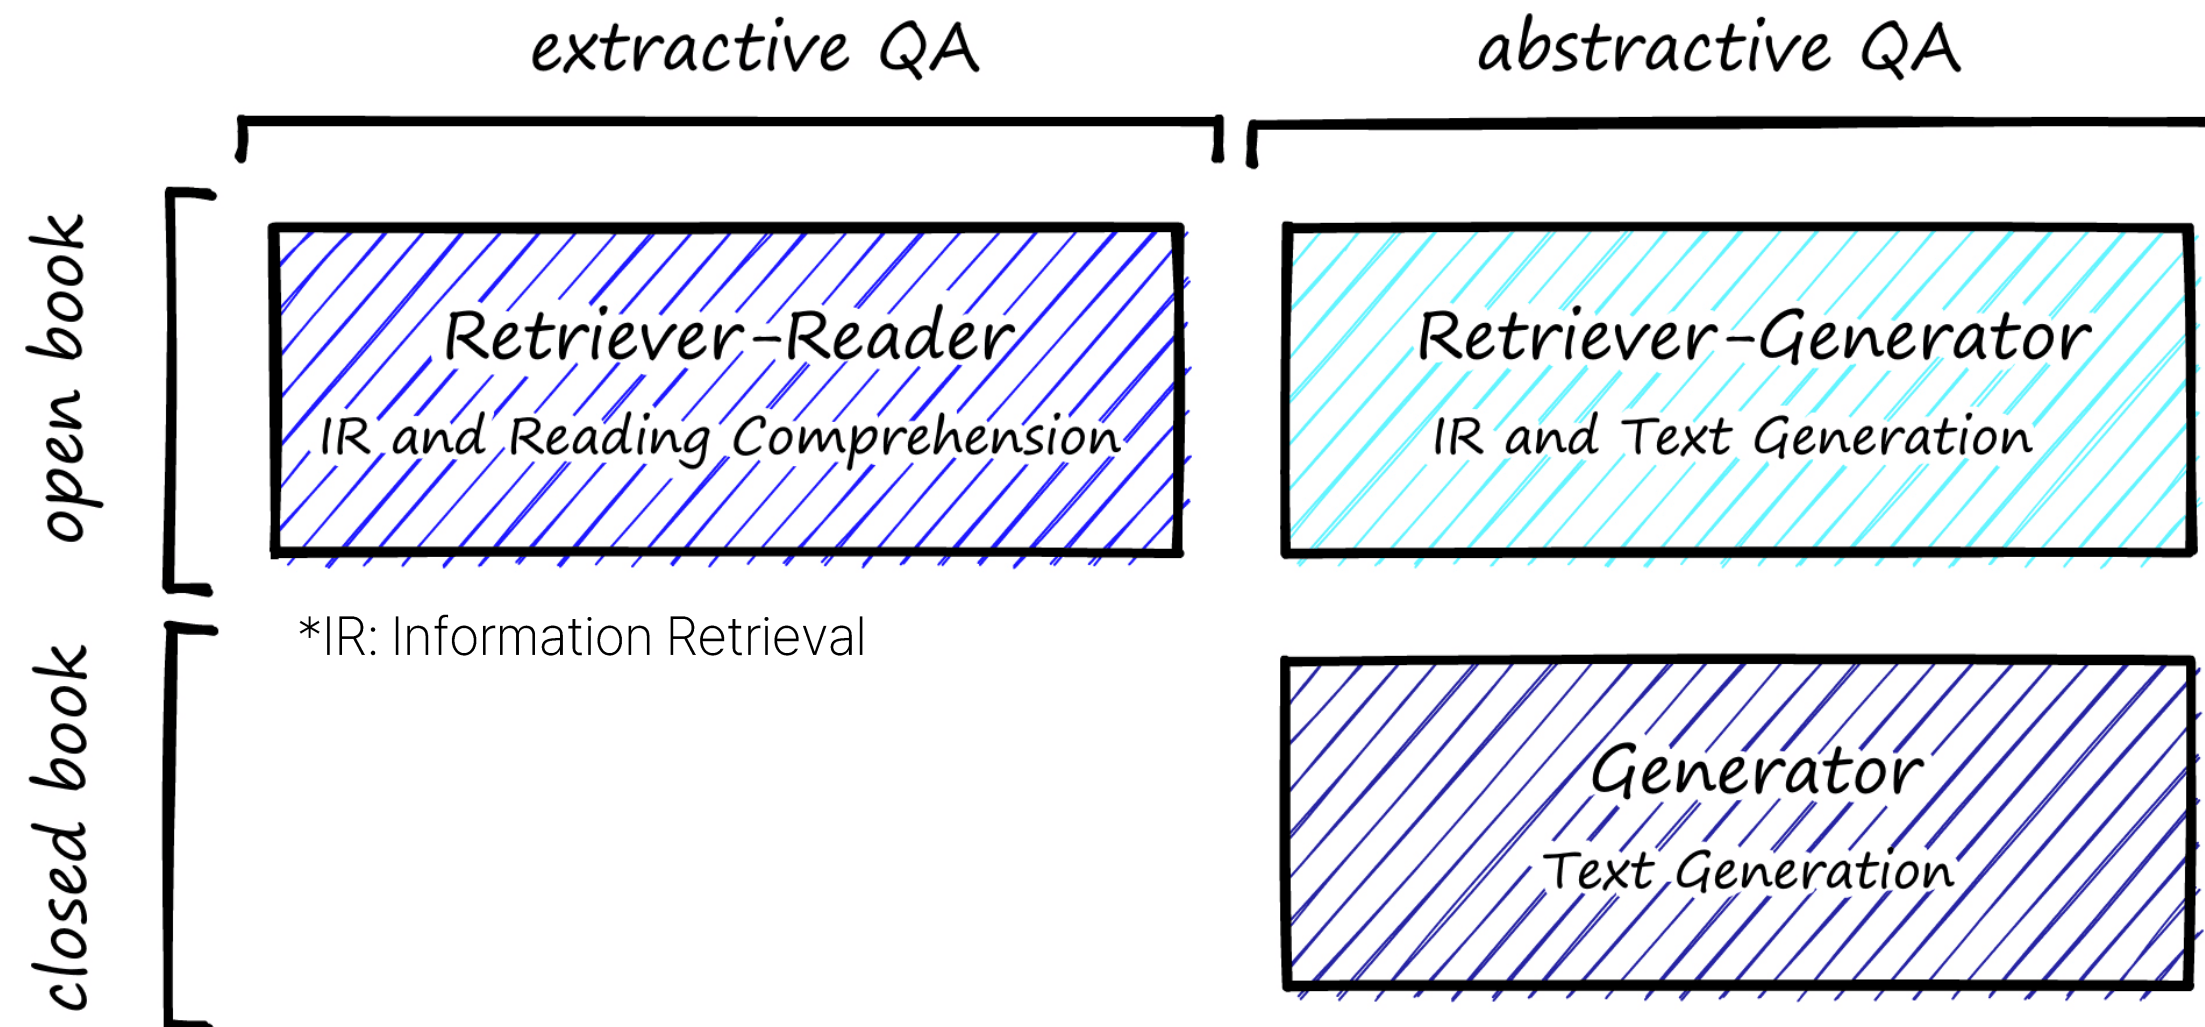 extractive QA
abstractive QA
open book
Retriever-Reader
IR and Reading Comprehension
Retriever-Generator
IR and Text Generation
*IR: Information Retrieval
closed book
Generator
Text Generation